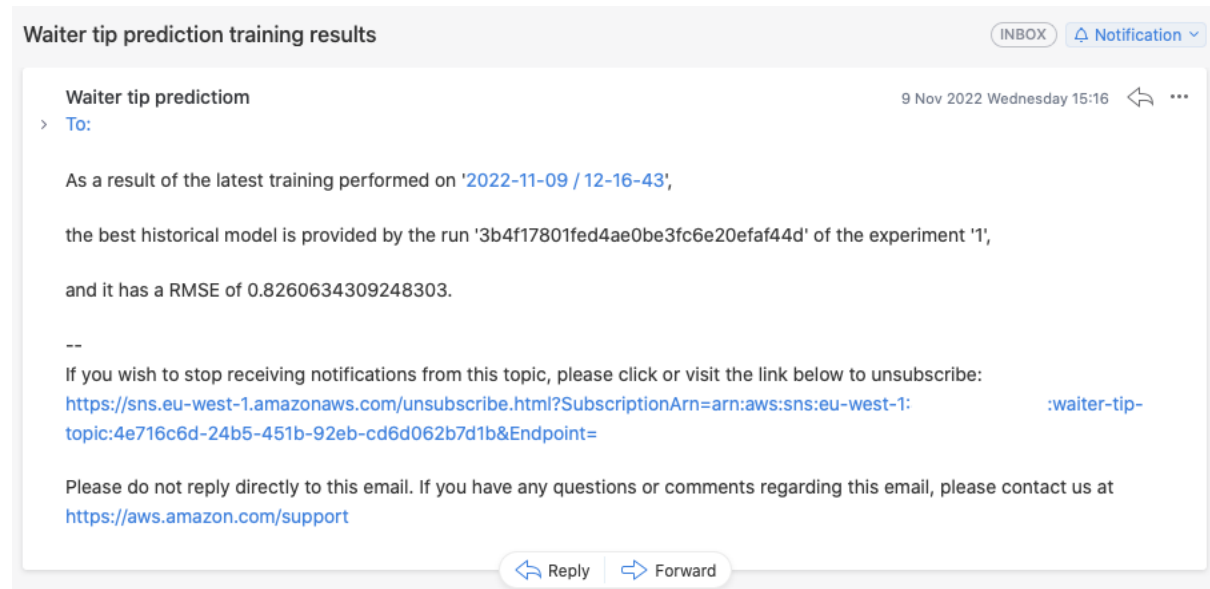 Waiter tip prediction training results
INBOX
Notification
Waiter tip predictiom
9 Nov 2022 Wednesday 15:16
To:
As a result of the latest training performed on '2022-11-09 / 12-16-43',
the best historical model is provided by the run '3b4f17801fed4ae0be3fc6e20efaf44d' of the experiment '1',
and it has a RMSE of 0.8260634309248303.
--
If you wish to stop receiving notifications from this topic, please click or visit the link below to unsubscribe:
https://sns.eu-west-1.amazonaws.com/unsubscribe.html?SubscriptionArn=arn:aws:sns:eu-west-1: :waiter-tip-
topic:4e716c6d-24b5-451b-92eb-cd6d062b7d1b&Endpoint=
Please do not reply directly to this email. If you have any questions or comments regarding this email, please contact us at
https://aws.amazon.com/support
Reply
Forward